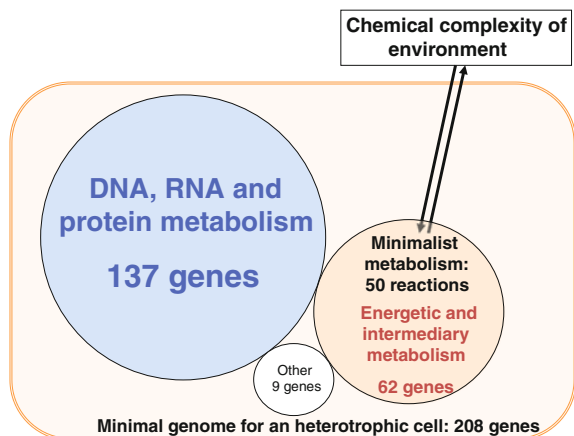 Chemical complexity of
environment
DNA, RNA and
protein metabolism
137 genes
Minimalist
metabolism:
50 reactions
Energetic and
intermediary
metabolism
62 genes
Other
9 genes
Minimal genome for an heterotrophic cell: 208 genes